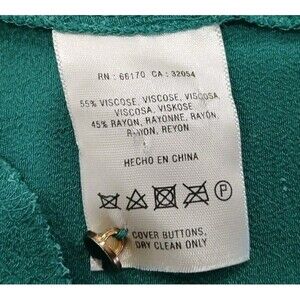 RN : 66170 CA : 32054
55% VISCOSE, VISCOSE, VISCOSA
VISCOSA, VISKOSE
45% RAYON, RAYONNE, RAYON,
RAYON, REYON
HECHO EN CHINA
P
COVER BUTTONS,
DRY CLEAN ONLY